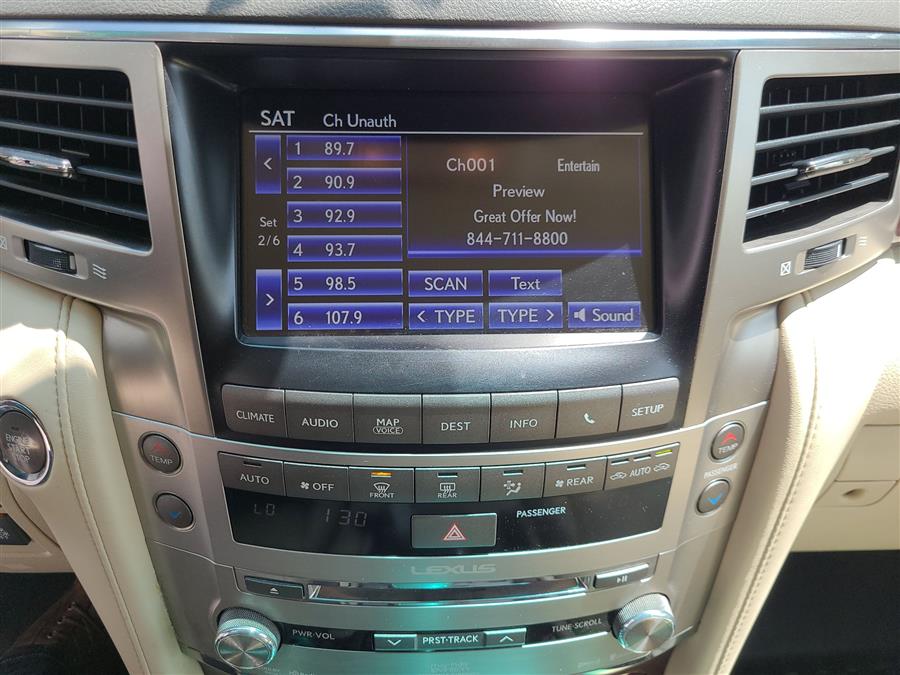 SAT Ch Unauth
< 1 89.7
2 90.9
Set 3 92.9
2/6 4 93.7
> 5 98.5
6 107.9
Ch001 Entertain
Preview
Great Offer Now!
844-711-8800
SCAN Text
< TYPE TYPE > Sound
CLIMATE AUDIO MAP VOICE DEST INFO SETUP
ENGINE
START
STOP
TEMP
AUTO OFF FRONT REAR REAR AUTO
TEMP
PASSENGER
LO 1:30
PASSENGER
LEXUS
PWR·VOL
PRST·TRACK
TUNE·SCROLL